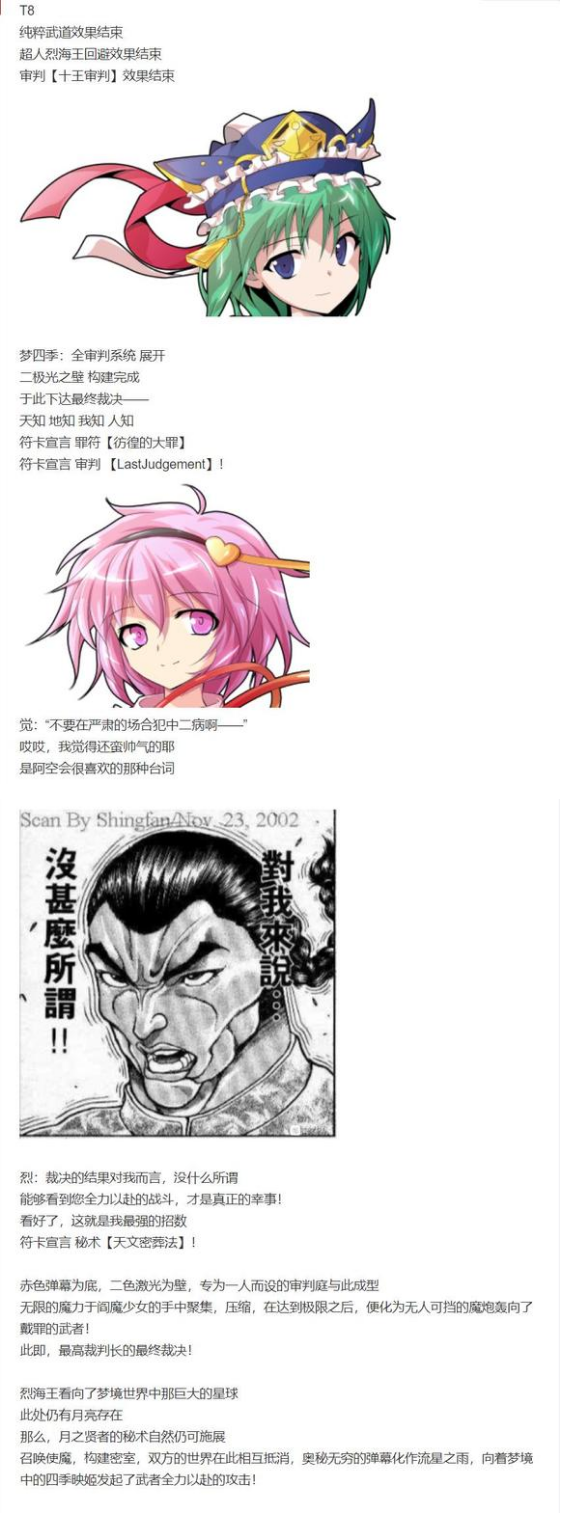 T8
纯粹武道效果结束
超人烈海王回避效果结束
审判【十王审判】效果结束
梦四季：全审判系统 展开
二极光之壁 构建完成
于此下达最终裁决——
天知 地知 我知 人知
符卡宣言 罪符【彷徨的大罪】
符卡宣言 审判 【LastJudgement】！
觉：“不要在严肃的场合犯中二病啊——”
哎哎，我觉得还蛮帅气的耶
是阿空会很喜欢的那种台词
Scan By Shingfan/Nov. 23, 2002
對我來說…
沒甚麼所謂!!
烈：裁决的结果对我而言，没什么所谓
能够看到您全力以赴的战斗，才是真正的幸事！
看好了，这就是我最强的招数
符卡宣言 秘术【天文密葬法】！
赤色弹幕为底，二色激光为壁，专为一人而设的审判庭与此成型
无限的魔力于阎魔少女的手中聚集，压缩，在达到极限之后，便化为无人可挡的魔炮轰向了
戴罪的武者！
此即，最高裁判长的最终裁决！
烈海王看向了梦境世界中那巨大的星球
此处仍有月亮存在
那么，月之贤者的秘术自然仍可施展
召唤使魔，构建密室，双方的世界在此相互抵消，奥秘无穷的弹幕化作流星之雨，向着梦境
中的四季映姬发起了武者全力以赴的攻击！